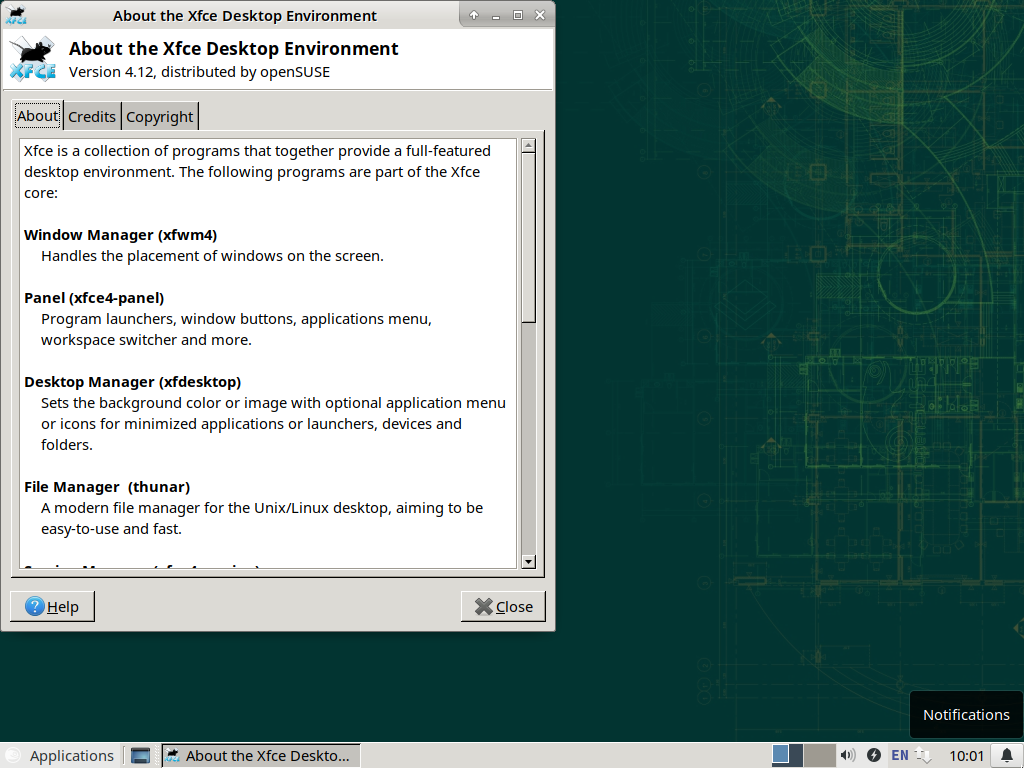 About the Xfce Desktop Environment
XFCE
About the Xfce Desktop Environment
Version 4.12, distributed by openSUSE
About Credits Copyright
Xfce is a collection of programs that together provide a full-featured
desktop environment. The following programs are part of the Xfce
core:
Window Manager (xfwm4)
Handles the placement of windows on the screen.
Panel (xfce4-panel)
Program launchers, window buttons, applications menu,
workspace switcher and more.
Desktop Manager (xfdesktop)
Sets the background color or image with optional application menu
or icons for minimized applications or launchers, devices and
folders.
File Manager  (thunar)
A modern file manager for the Unix/Linux desktop, aiming to be
easy-to-use and fast.
Help Close
Notifications
Applications About the Xfce Deskto... EN 10:01